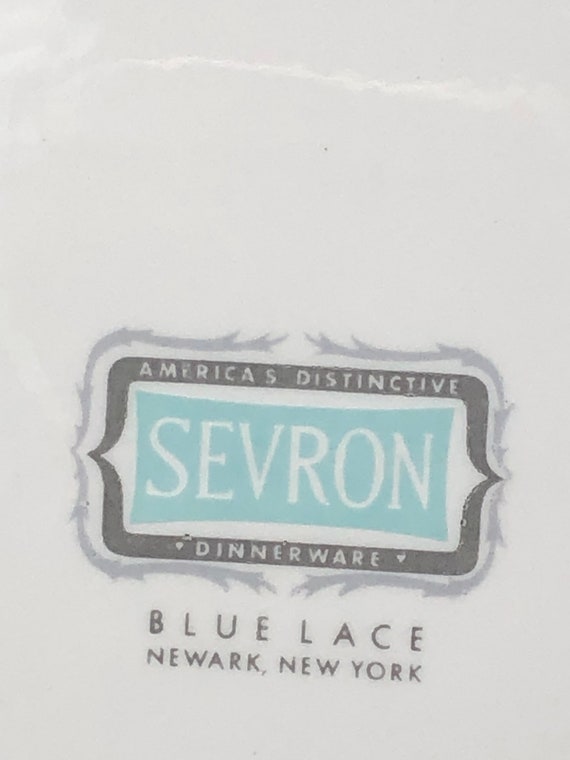 AMERICA'S DISTINCTIVE
SEVRON
♥ DINNERWARE ♥
BLUE LACE
NEWARK, NEW YORK